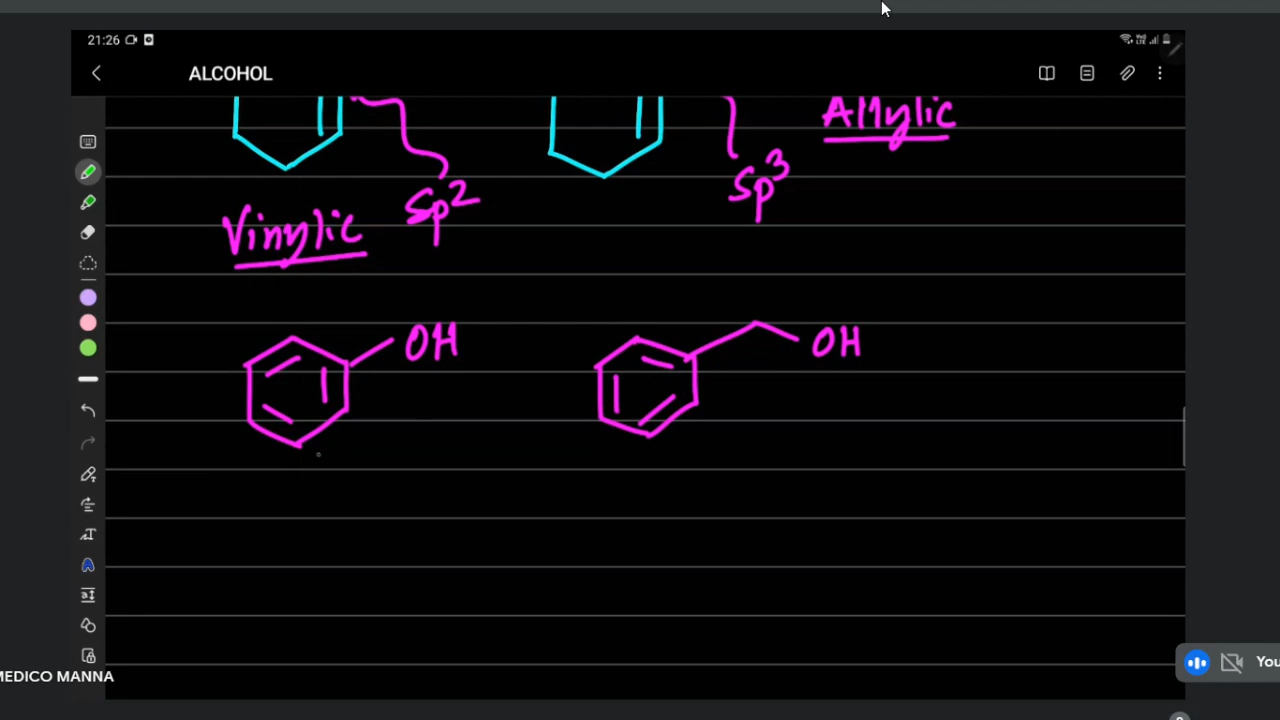 21:26
ALCOHOL
Allylic
Sp3
Sp2
Vinylic
OH
OH
MEDICO MANNA
You